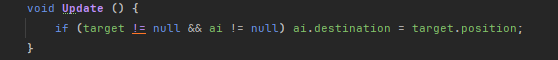 void Update () {
if (target != null && ai != null) ai.destination = target.position;
}